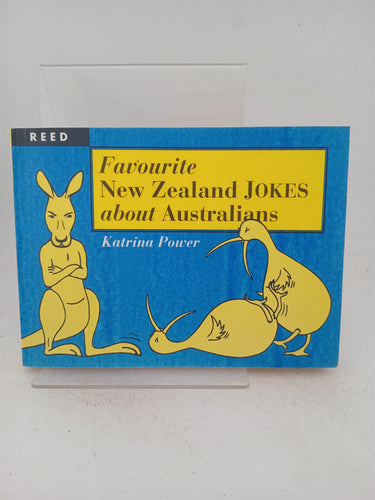 REED
Favourite
New Zealand JOKES
about Australians
Katrina Power